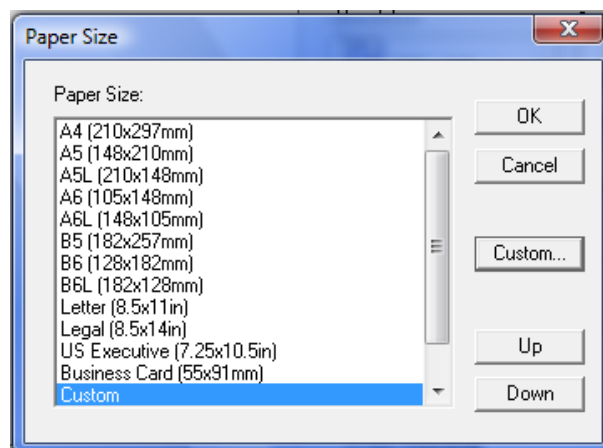 Paper Size
Paper Size:
A4 (210x297mm)
A5 (148x210mm)
A5L (210x148mm)
A6 (105x148mm)
A6L (148x105mm)
B5 (182x257mm)
B6 (128x182mm)
B6L (182x128mm)
Letter (8.5x11in)
Legal (8.5x14in)
US Executive (7.25x10.5in)
Business Card (55x91mm)
Custom
OK
Cancel
Custom...
Up
Down